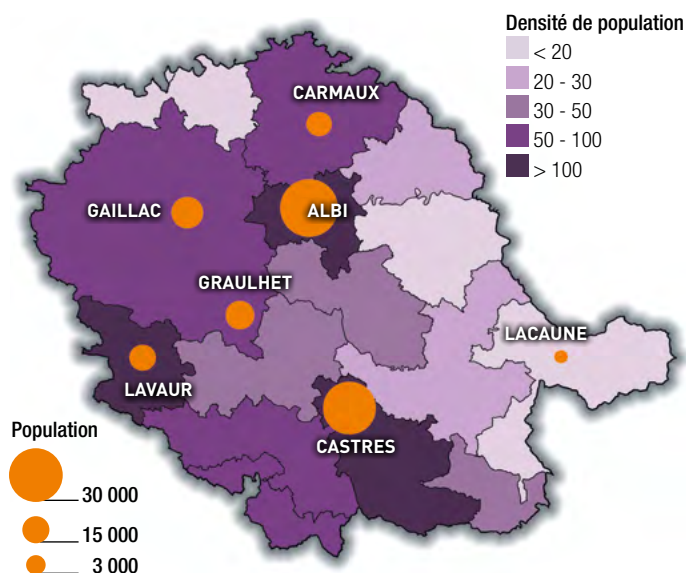 Densité de population
< 20
20 - 30
30 - 50
50 - 100
> 100
CARMAUX
GAILLAC
ALBI
GRAULHET
LACAUNE
LAVAUR
CASTRES
Population
30 000
15 000
3 000